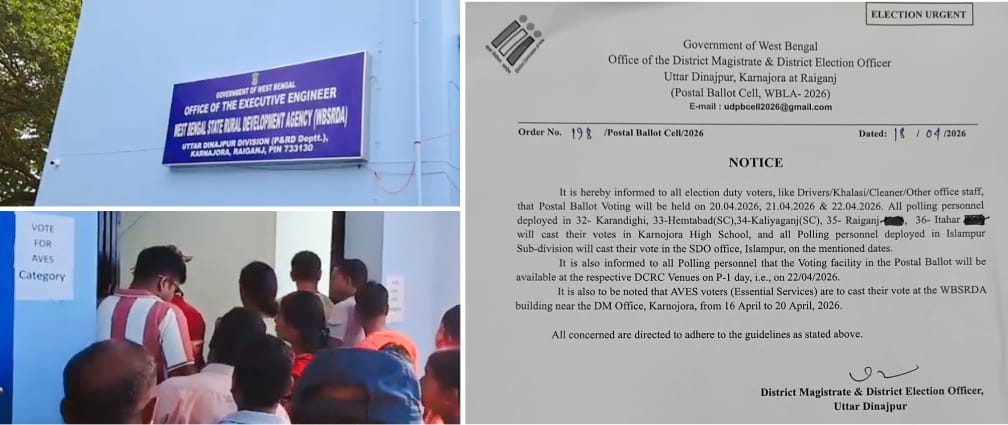 GOVERNMENT OF WEST BENGAL
OFFICE OF THE EXECUTIVE ENGINEER
WEST BENGAL STATE RURAL DEVELOPMENT AGENCY (WBSRDA)
UTTAR DINAJPUR DIVISION (P&RD Deptt.),
KARNAJORA, RAIGANJ, PIN 733130
VOTE
FOR
AVES
Category
ELECTION URGENT
Government of West Bengal
Office of the District Magistrate & District Election Officer
Uttar Dinajpur, Karnajora at Raiganj
(Postal Ballot Cell, WBLA- 2026)
E-mail : udpbcell2026@gmail.com
Order No. 198 /Postal Ballot Cell/2026 Dated: 18 / 04 /2026
NOTICE
It is hereby informed to all election duty voters, like Drivers/Khalasi/Cleaner/Other office staff,
that Postal Ballot Voting will be held on 20.04.2026, 21.04.2026 & 22.04.2026. All polling personnel
deployed in 32- Karandighi, 33-Hemtabad(SC),34-Kaliyaganj(SC), 35- Raiganj , 36- Itahar
will cast their votes in Karnojora High School, and all Polling personnel deployed in Islampur
Sub-division will cast their vote in the SDO office, Islampur, on the mentioned dates.
It is also informed to all Polling personnel that the Voting facility in the Postal Ballot will be
available at the respective DCRC Venues on P-1 day, i.e., on 22/04/2026.
It is also to be noted that AVES voters (Essential Services) are to cast their vote at the WBSRDA
building near the DM Office, Karnojora, from 16 April to 20 April, 2026.
All concerned are directed to adhere to the guidelines as stated above.
District Magistrate & District Election Officer,
Uttar Dinajpur